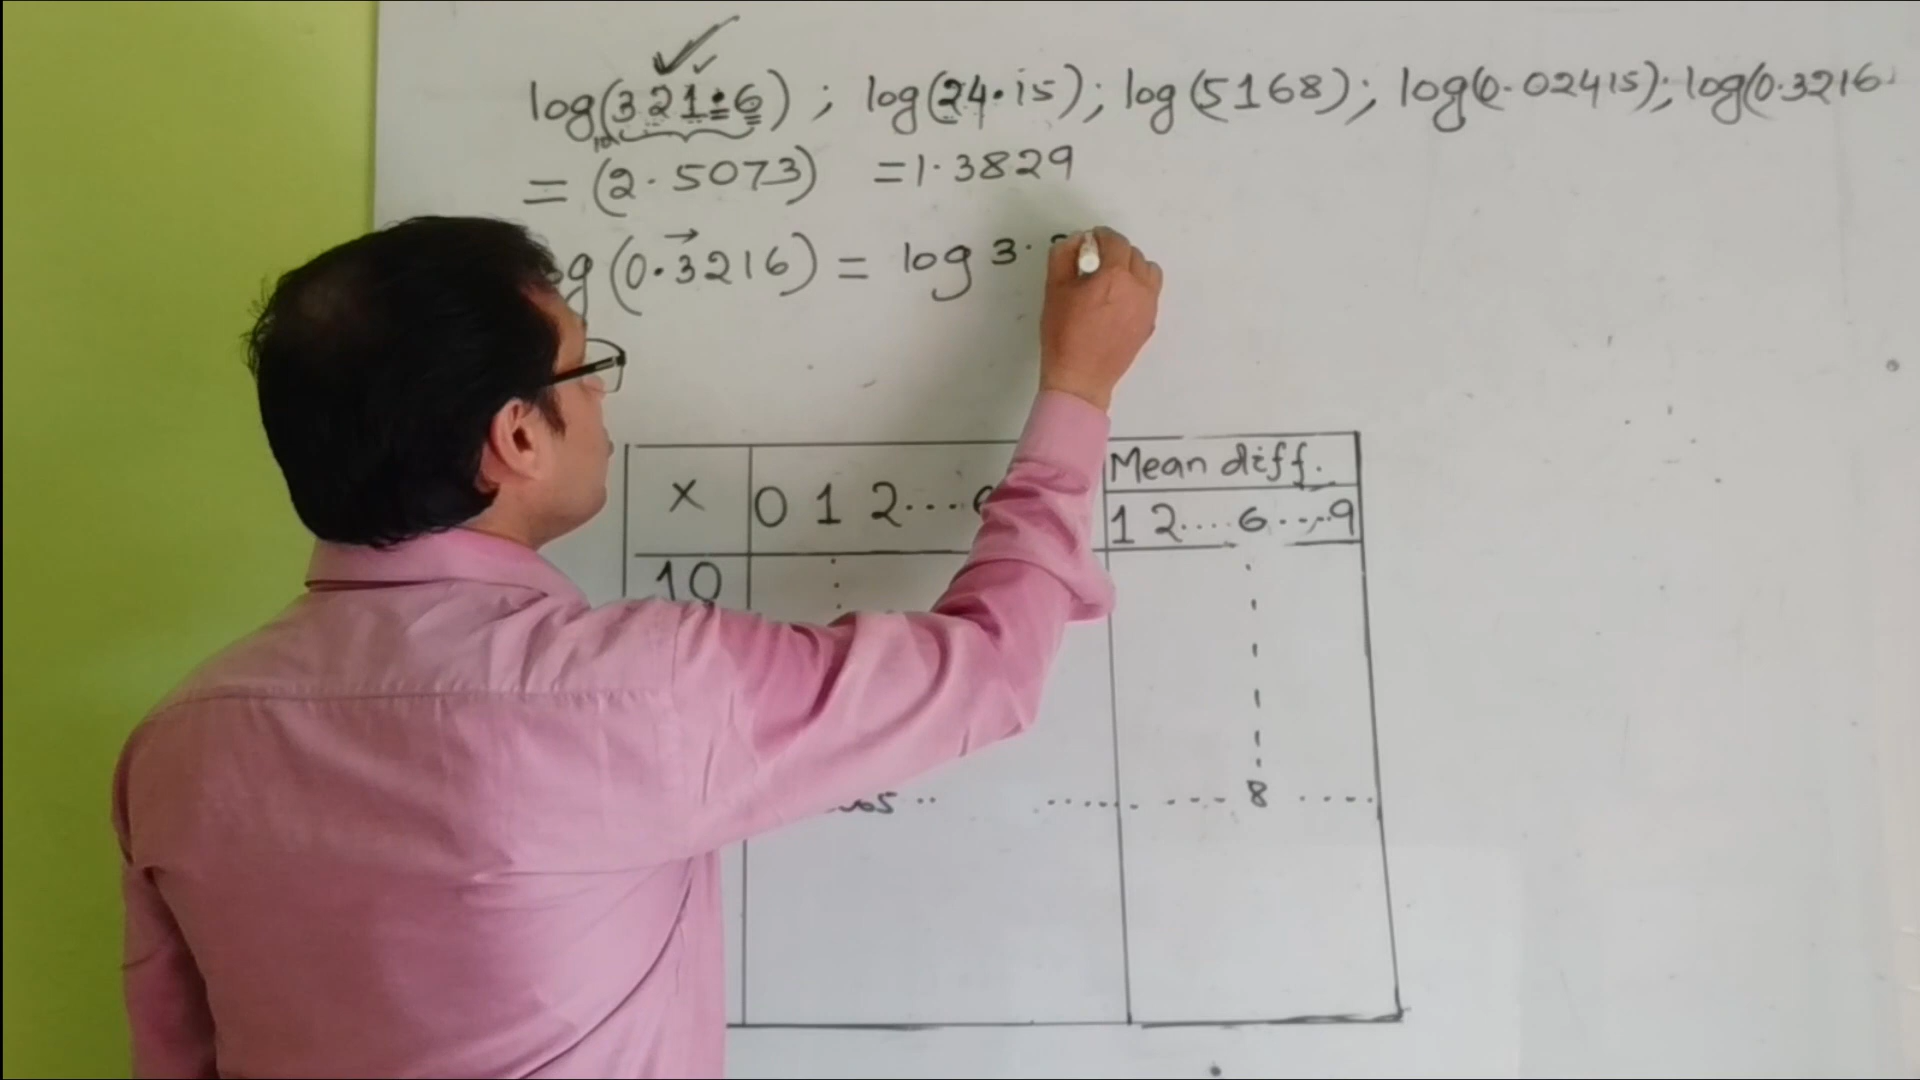 log(321.6) ; log(24.15); log(5168); log(0.02415); log(0.3216
10
= (2.5073) =1.3829
(0.3216) = log 3.
Mean diff.
x 0 1 2... 1 2.... 6....9
10
8